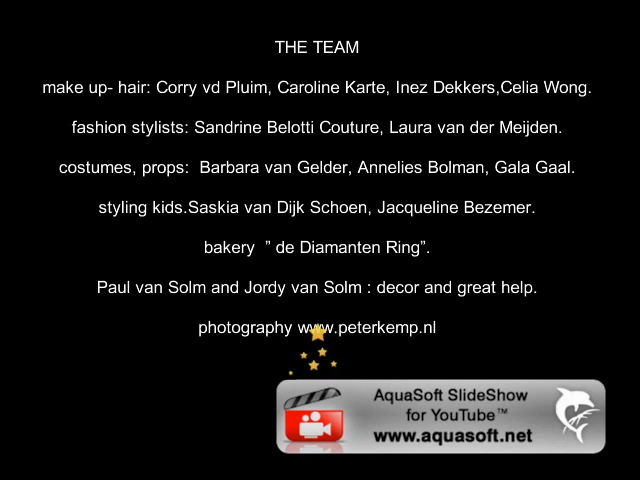 THE TEAM
make up- hair: Corry vd Pluim, Caroline Karte, Inez Dekkers,Celia Wong.
fashion stylists: Sandrine Belotti Couture, Laura van der Meijden.
costumes, props:  Barbara van Gelder, Annelies Bolman, Gala Gaal.
styling kids.Saskia van Dijk Schoen, Jacqueline Bezemer.
bakery  ” de Diamanten Ring”.
Paul van Solm and Jordy van Solm : decor and great help.
photography www.peterkemp.nl
AquaSoft SlideShow
for YouTube™
www.aquasoft.net